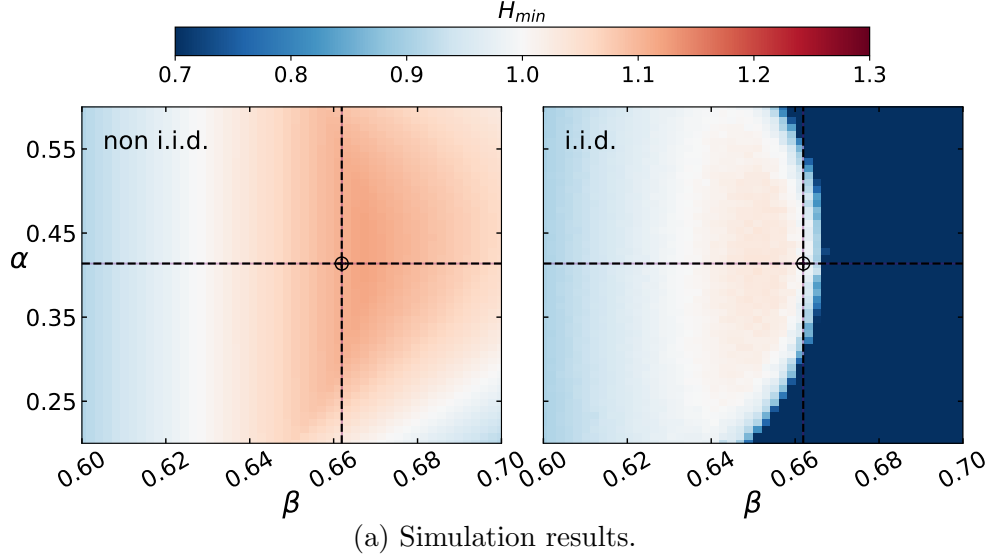 H_min
0.7 0.8 0.9 1.0 1.1 1.2 1.3
non i.i.d. i.i.d.
α
0.55
0.45
0.35
0.25
0.60 0.62 0.64 0.66 0.68 0.70 0.60 0.62 0.64 0.66 0.68 0.70
β β
(a) Simulation results.